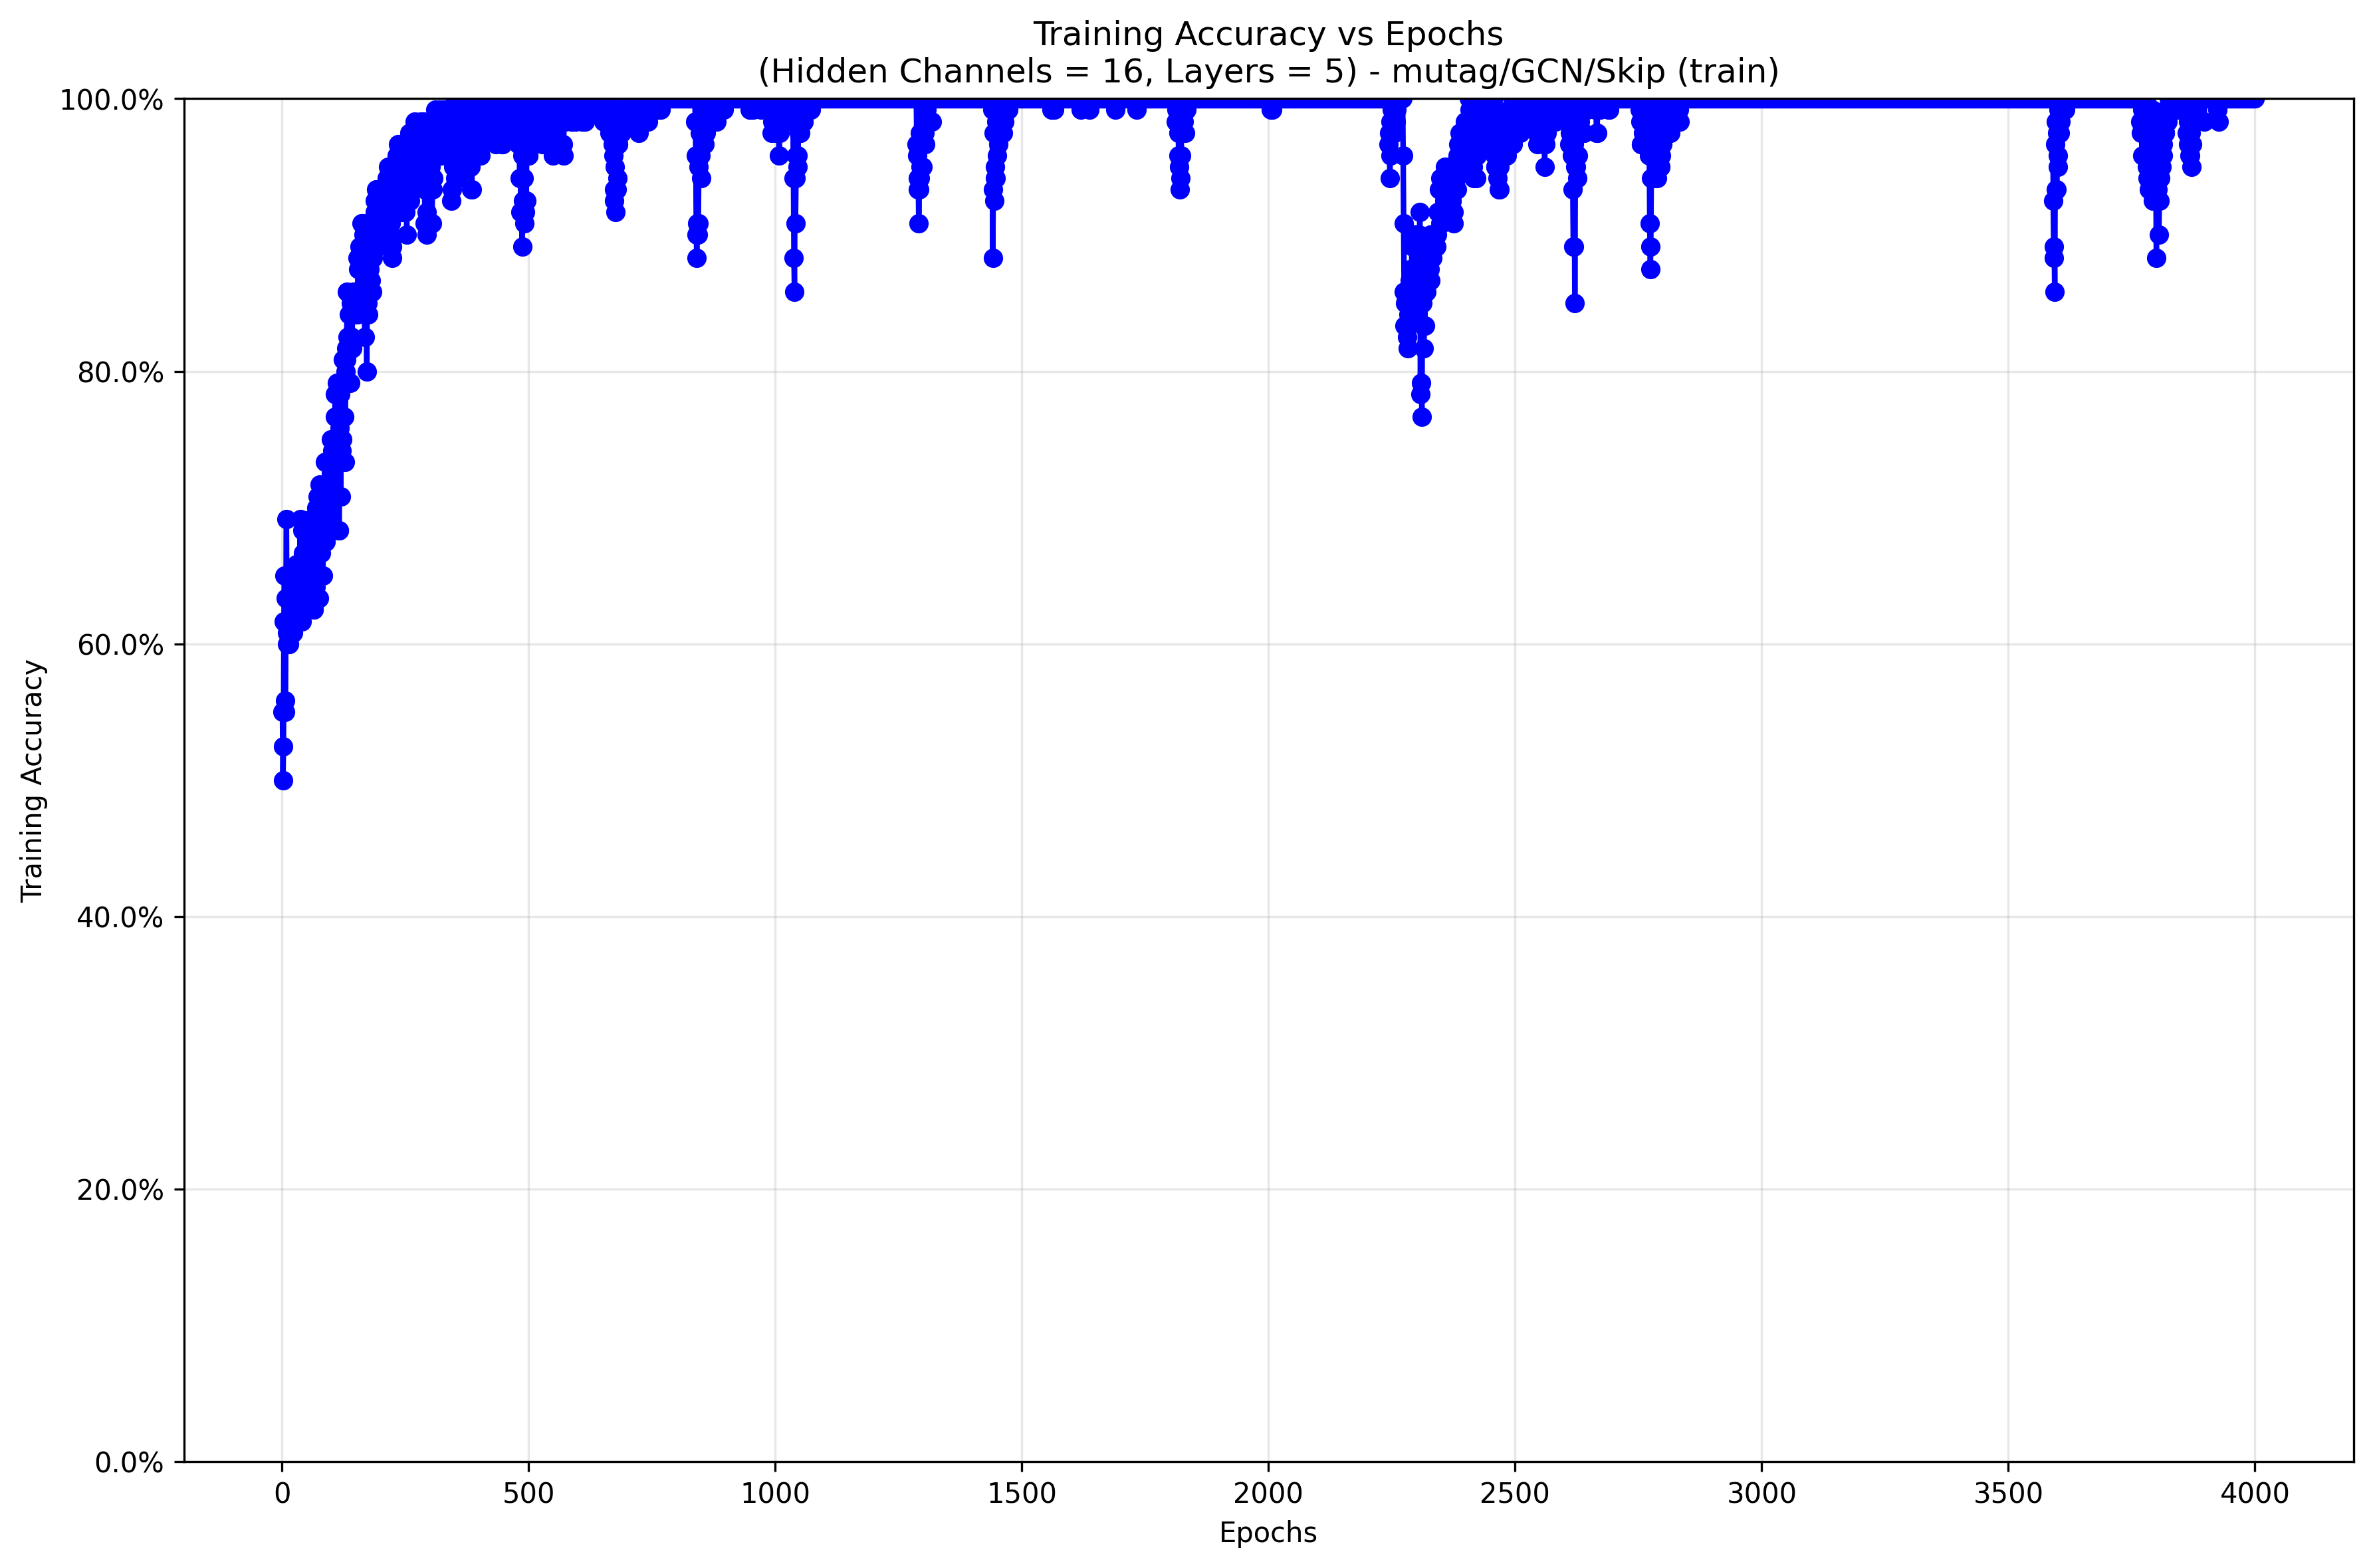 Training Accuracy vs Epochs
(Hidden Channels = 16, Layers = 5) - mutag/GCN/Skip (train)
100.0%
80.0%
60.0%
40.0%
20.0%
0.0%
Training Accuracy
0 500 1000 1500 2000 2500 3000 3500 4000
Epochs